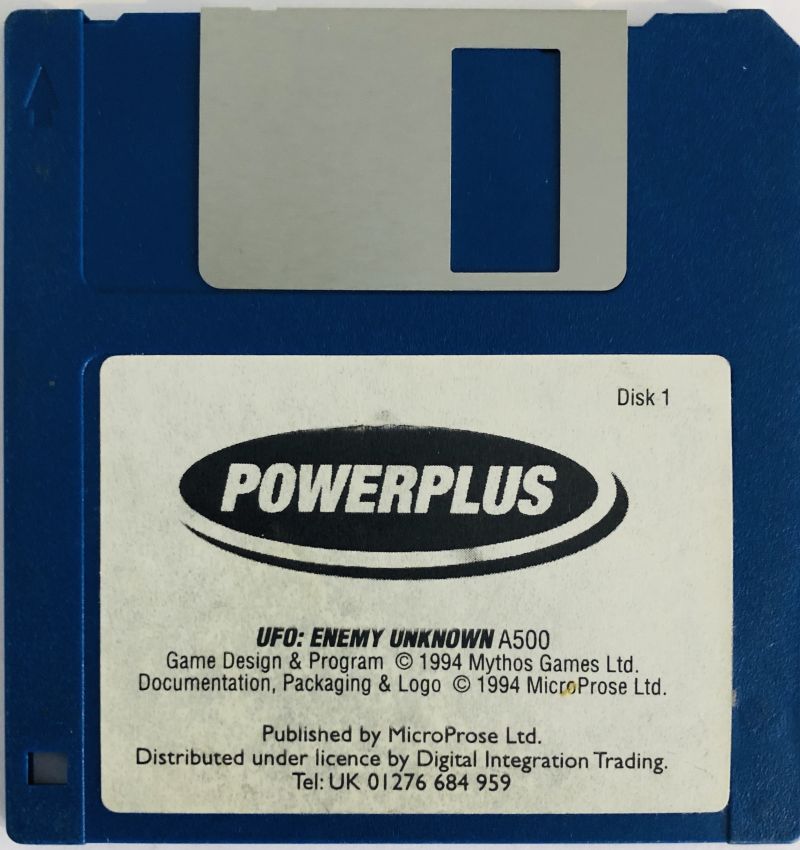 Disk 1
POWERPLUS
UFO: ENEMY UNKNOWN A500
Game Design & Program © 1994 Mythos Games Ltd.
Documentation, Packaging & Logo © 1994 MicroProse Ltd.
Published by MicroProse Ltd.
Distributed under licence by Digital Integration Trading.
Tel: UK 01276 684 959